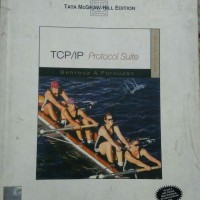 TATA MCGRAW-HILL EDITION
TCP/IP Protocol Suite
Behrouz A Forouzan